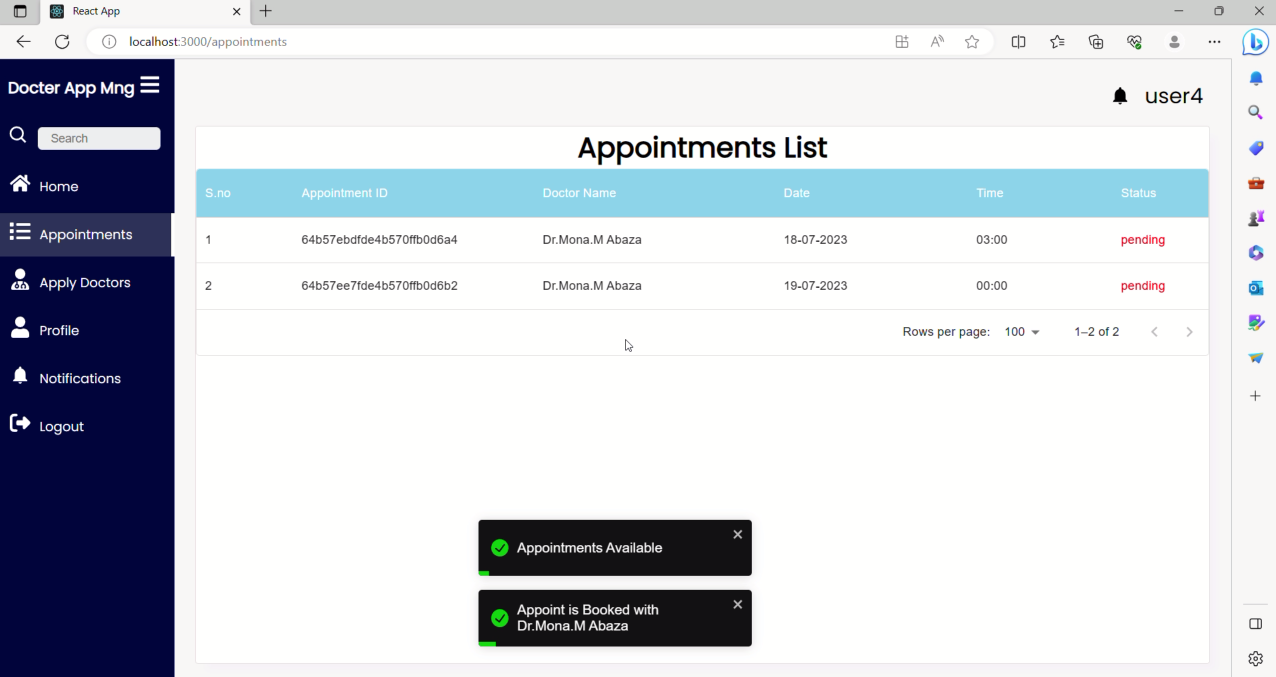 React App
localhost:3000/appointments
Docter App Mng
user4
Search
Home
Appointments
Apply Doctors
Profile
Notifications
Logout
Appointments List
S.no Appointment ID Doctor Name Date Time Status
1 64b57ebdfde4b570ffb0d6a4 Dr.Mona.M Abaza 18-07-2023 03:00 pending
2 64b57ee7fde4b570ffb0d6b2 Dr.Mona.M Abaza 19-07-2023 00:00 pending
Rows per page: 100 1–2 of 2
Appointments Available
Appoint is Booked with
Dr.Mona.M Abaza